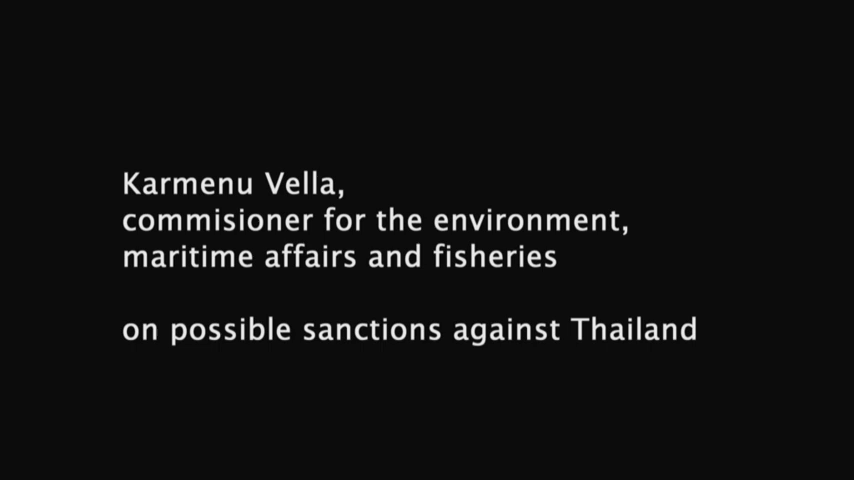 Karmenu Vella,
commisioner for the environment,
maritime affairs and fisheries
on possible sanctions against Thailand